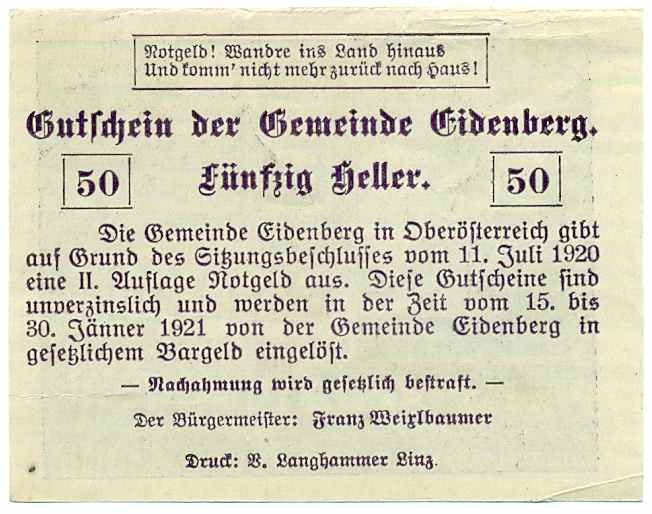 Notgeld! Wandre ins Land hinaus
Und komm' nicht mehr zurück nach Haus!
Gutschein der Gemeinde Eidenberg.
50 Fünfzig Heller. 50
Die Gemeinde Eidenberg in Oberösterreich gibt
auf Grund des Sitzungsbeschlusses vom 11. Juli 1920
eine II. Auflage Notgeld aus. Diese Gutscheine sind
unverzinslich und werden in der Zeit vom 15. bis
30. Jänner 1921 von der Gemeinde Eidenberg in
gesetzlichem Bargeld eingelöst.
— Nachahmung wird gesetzlich bestraft. —
Der Bürgermeister: Franz Weixlbaumer
Druck: V. Langhammer Linz.